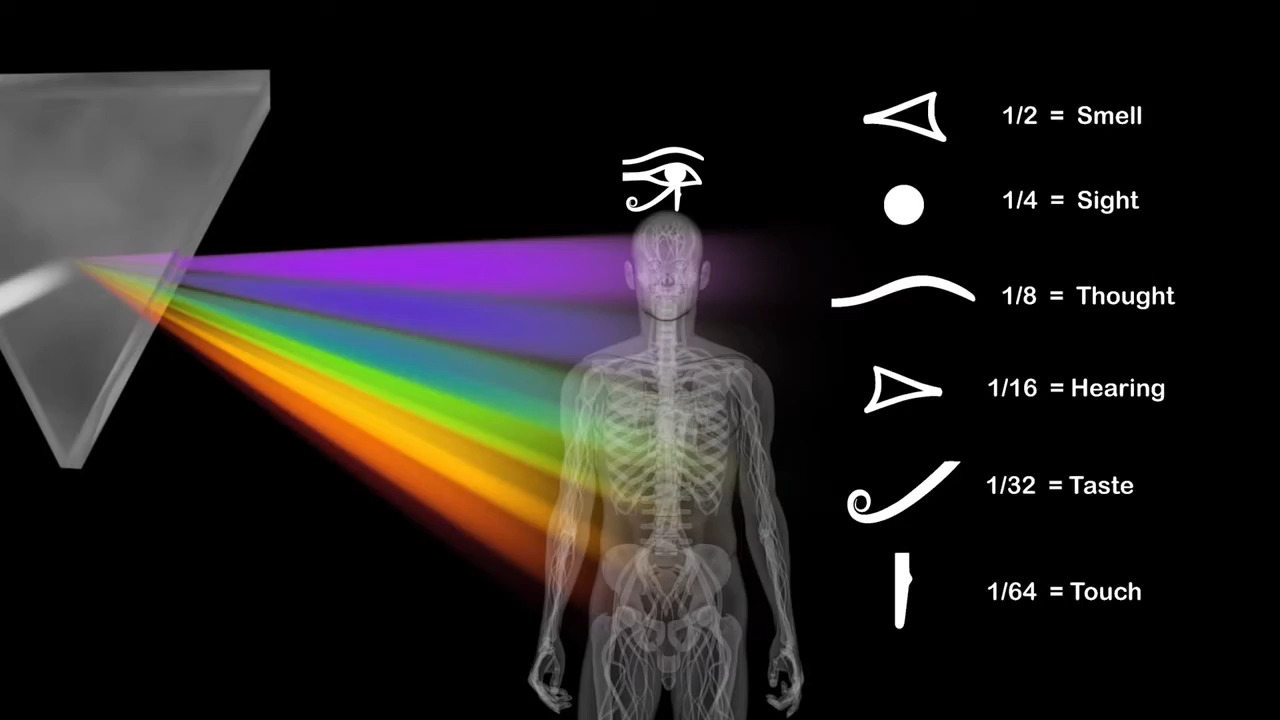 1/2 = Smell
1/4 = Sight
1/8 = Thought
1/16 = Hearing
1/32 = Taste
1/64 = Touch